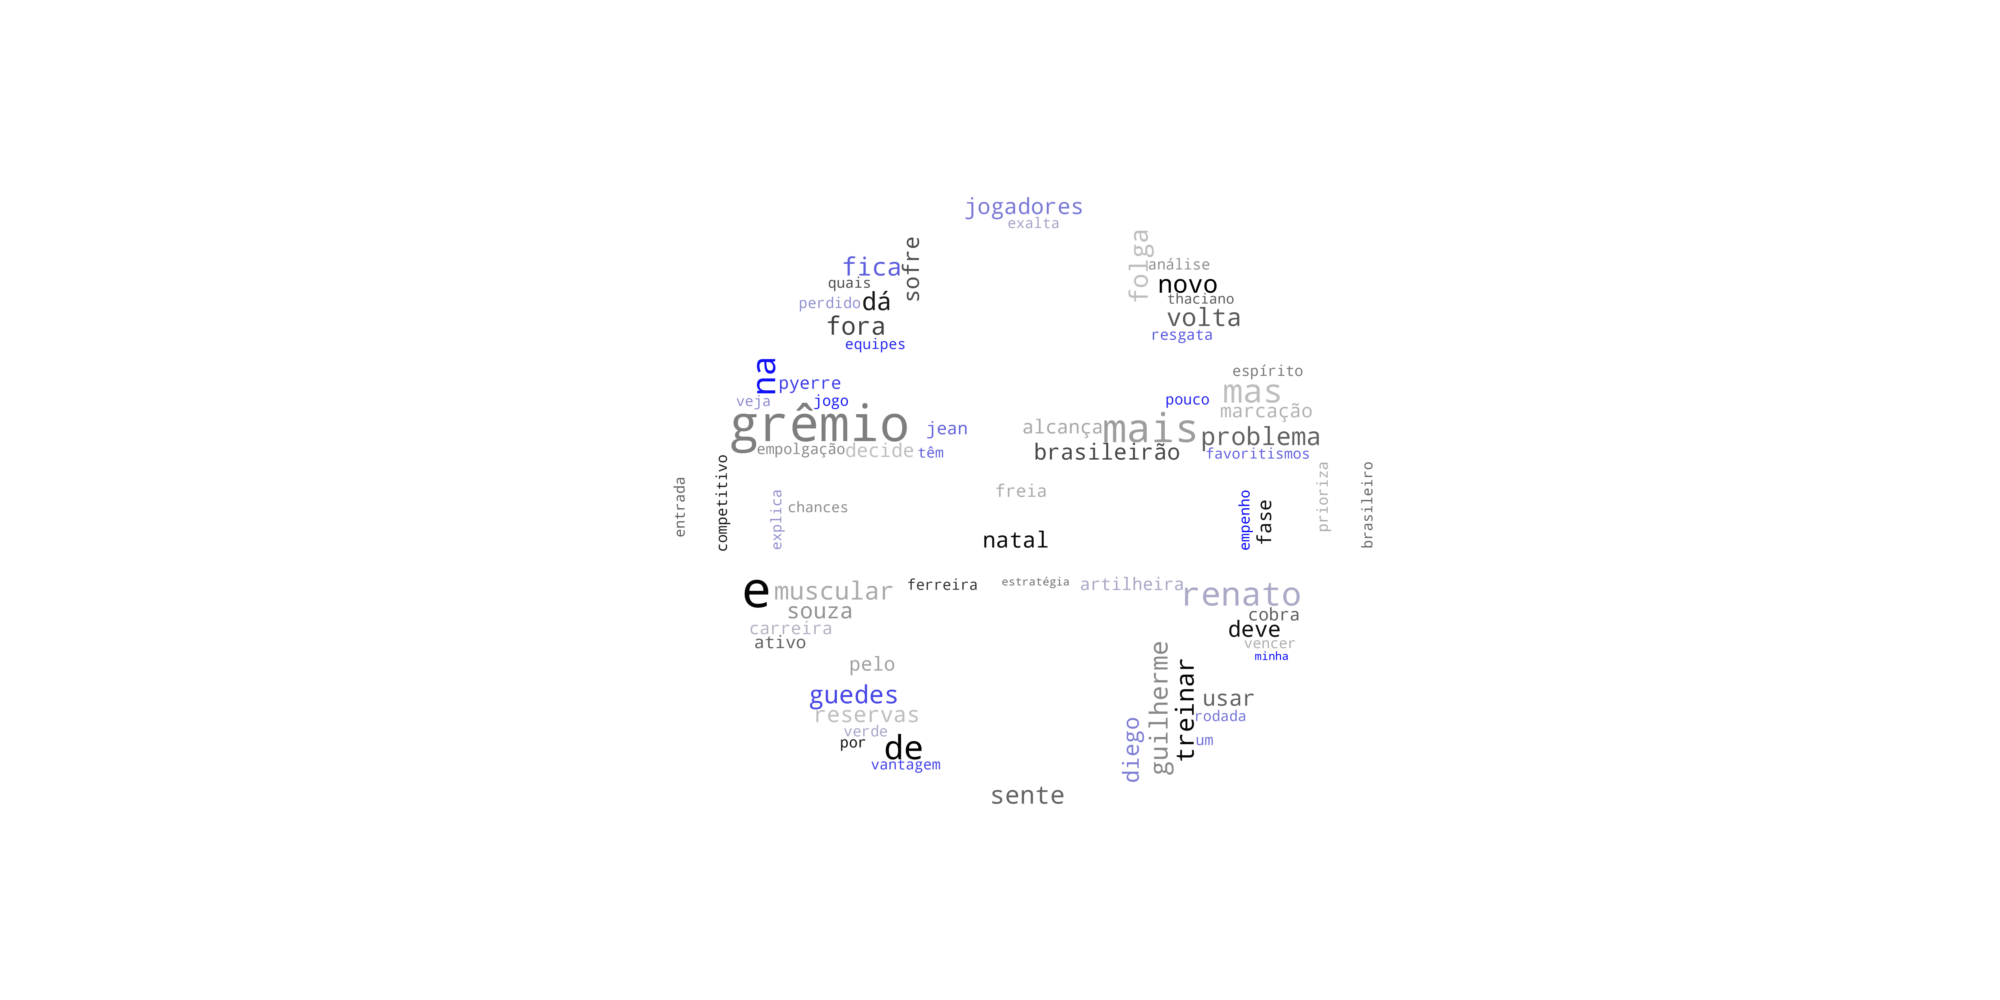 jogadores
exalta
sofre
folga
fica
análise
quais
novo
perdido
dá
thaciano
fora
volta
equipes
resgata
na
pyerre
espírito
mas
veja
jogo
pouco
marcação
grêmio
jean
alcança
mais
problema
empolgação
decide
têm
brasileirão
favoritismos
entrada
competitivo
explica
chances
freia
empenho
fase
prioriza
brasileiro
natal
e
muscular
ferreira
estratégia
artilheira
renato
souza
cobra
carreira
deve
ativo
vencer
minha
pelo
guilherme
treinar
guedes
usar
reservas
rodada
verde
diego
um
por
de
vantagem
sente